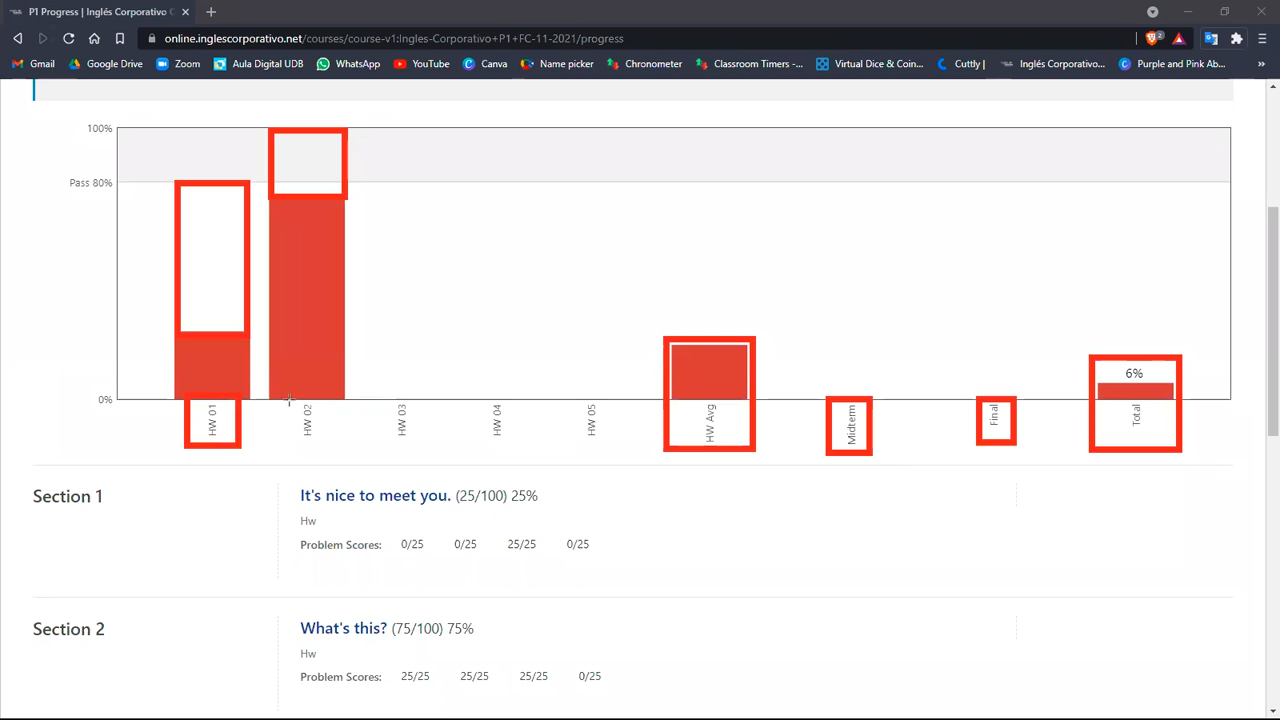 P1 Progress | Inglés Corporativo C
online.inglescorporativo.net/courses/course-v1:Ingles-Corporativo+P1+FC-11-2021/progress
2
Gmail Google Drive Zoom Aula Digital UDB WhatsApp YouTube Canva Name picker Chronometer Classroom Timers -... Virtual Dice & Coin... Cuttly | Inglés Corporativo... Purple and Pink Ab... »
100%
Pass 80%
6%
0%
HW 01 HW 02 HW 03 HW 04 HW 05 HW Avg Midterm Final Total
Section 1 It's nice to meet you. (25/100) 25%
Hw
Problem Scores: 0/25 0/25 25/25 0/25
Section 2 What's this? (75/100) 75%
Hw
Problem Scores: 25/25 25/25 25/25 0/25